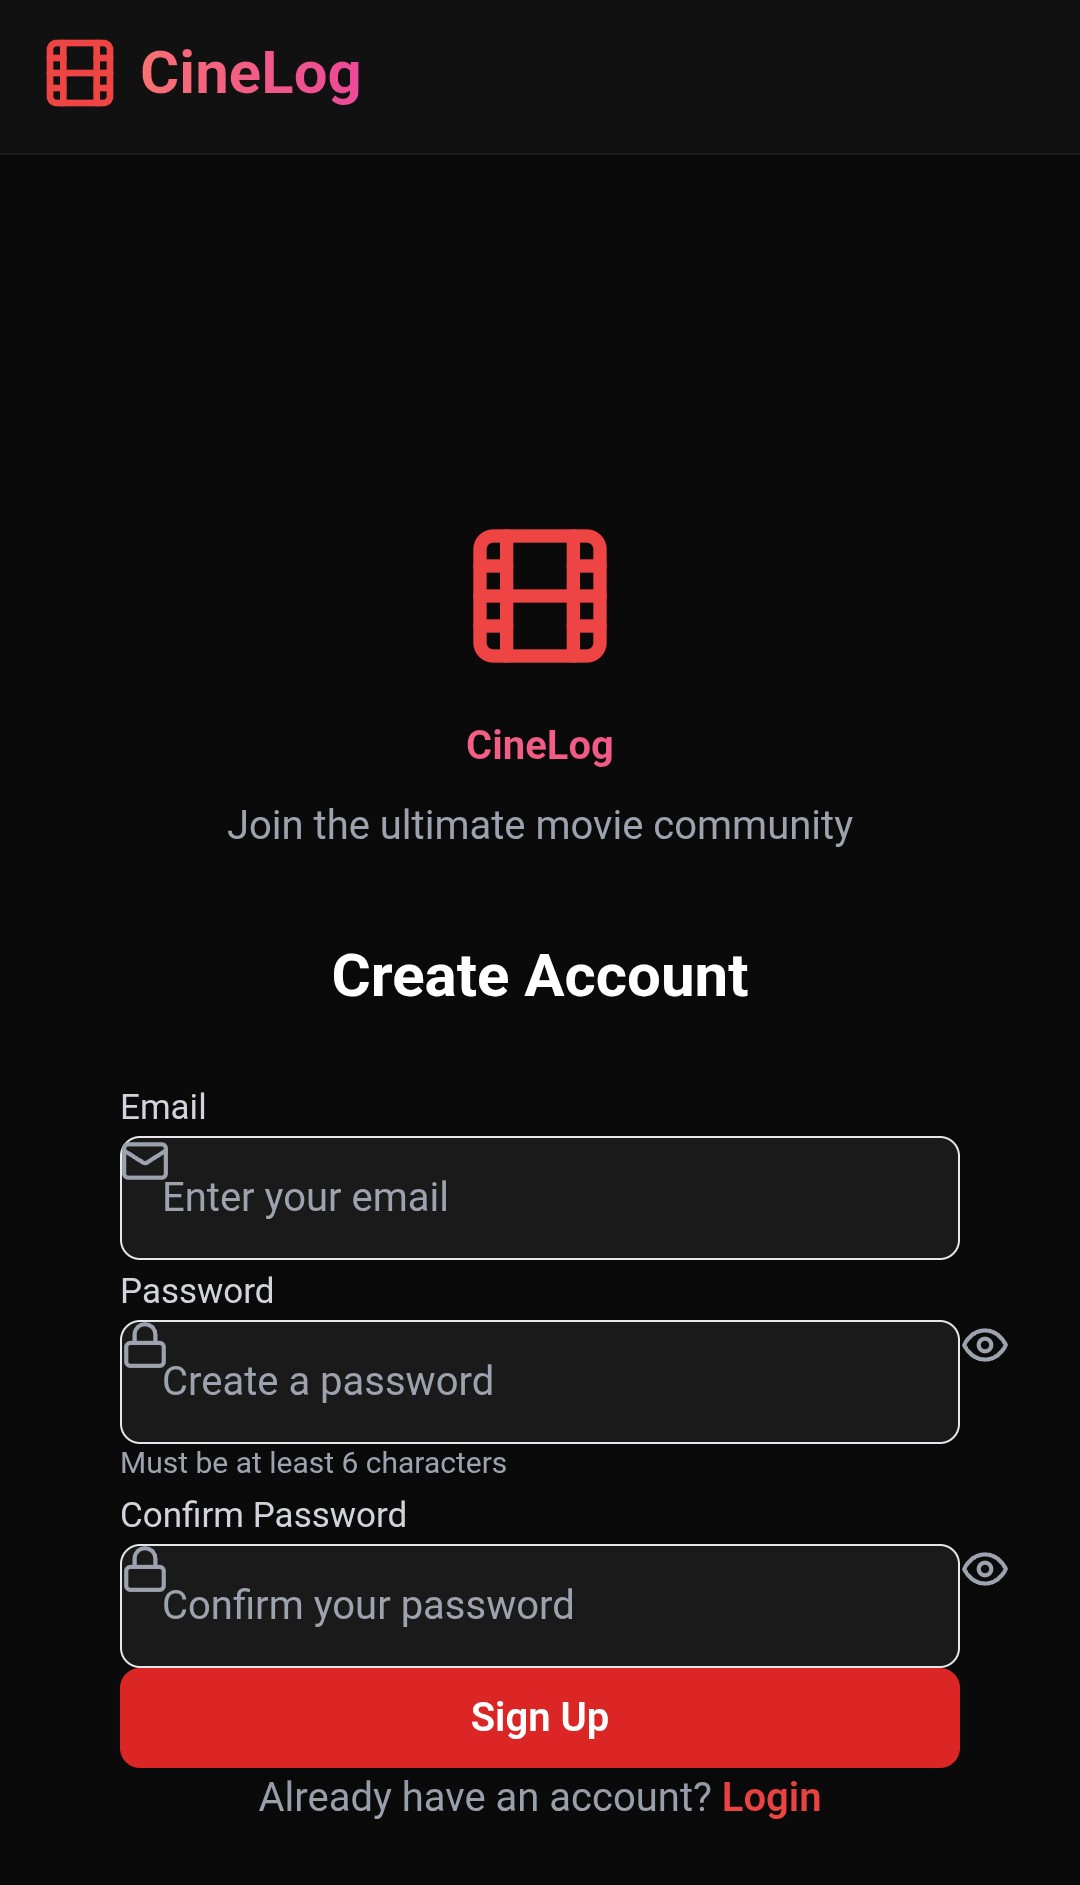 CineLog
CineLog
Join the ultimate movie community
Create Account
Email
Enter your email
Password
Create a password
Must be at least 6 characters
Confirm Password
Confirm your password
Sign Up
Already have an account? Login